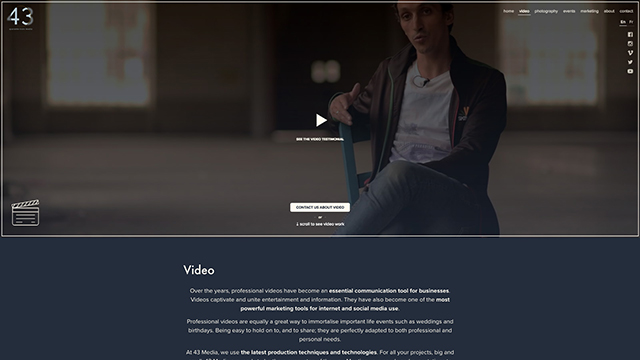 43
home video photography events marketing about contact
En Fr
SEE THE VIDEO TESTIMONIAL
CONTACT US ABOUT VIDEO
or
↓ scroll to see video work
Video
Over the years, professional videos have become an essential communication tool for businesses.
Videos captivate and unite entertainment and information. They have also become one of the most
powerful marketing tools for internet and social media use.
Professional videos are equally a great way to immortalise important life events such as weddings and
birthdays. Being easy to hold on to, and to share; they are perfectly adapted to both professional and
personal needs.
At 43 Media, we use the latest production techniques and technologies. For all your projects, big and